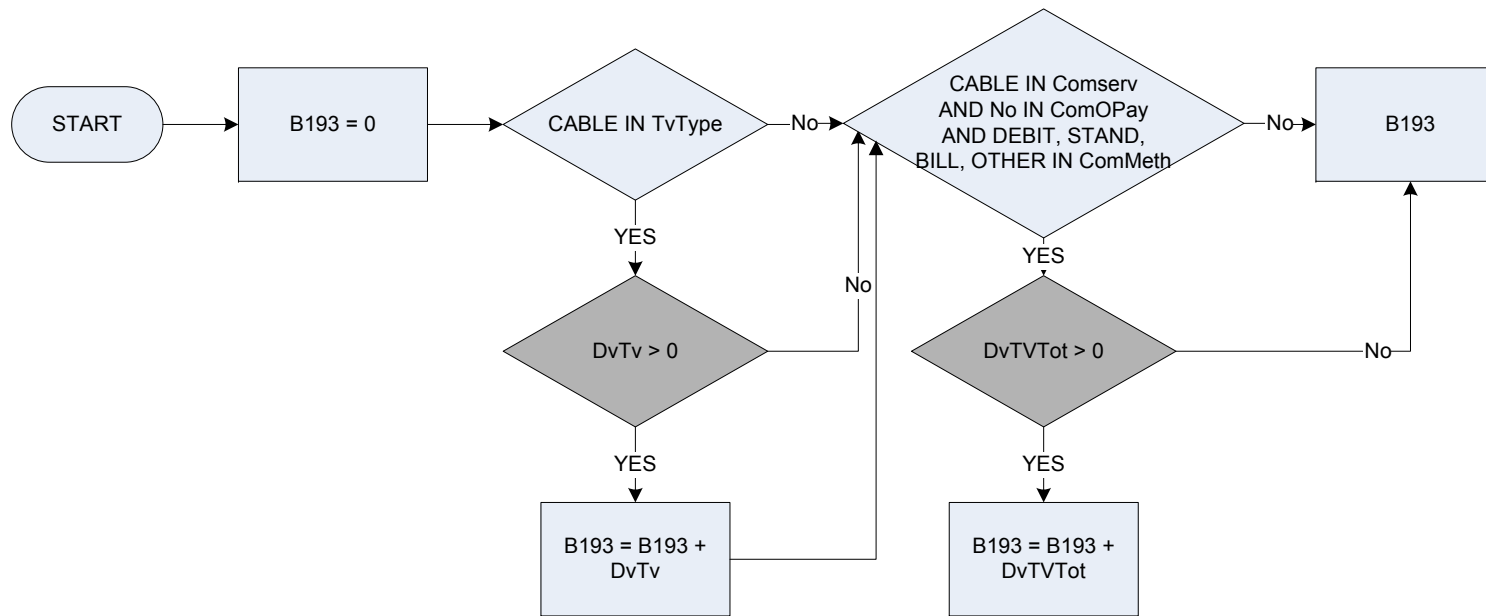 START
B193 = 0
CABLE IN TvType
No
CABLE IN Comserv
AND No IN ComOPay
AND DEBIT, STAND,
BILL, OTHER IN ComMeth
No
B193
YES
YES
DvTv > 0
No
DvTVTot > 0
No
YES
YES
B193 = B193 +
DvTv
B193 = B193 +
DvTVTot